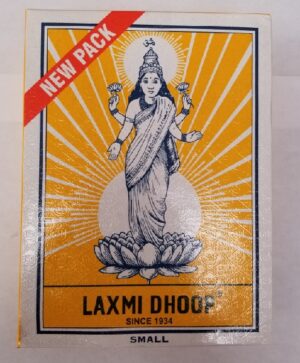 ॐ
NEW PACK
LAXMI DHOOP
SINCE 1934
SMALL